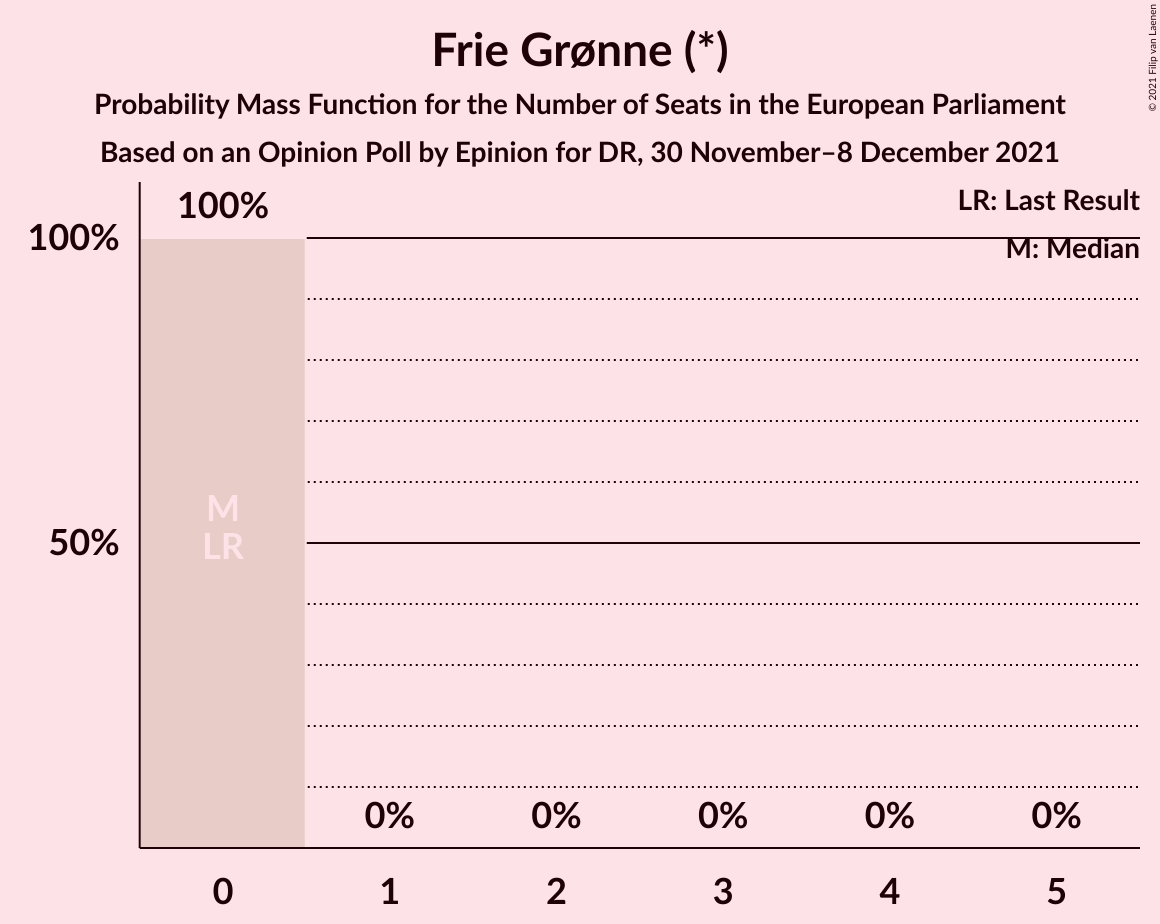 Frie Grønne (*)
Probability Mass Function for the Number of Seats in the European Parliament
Based on an Opinion Poll by Epinion for DR, 30 November–8 December 2021
© 2021 Filip van Laenen
LR: Last Result
M: Median
100%
100%
50%
M
LR
0% 0% 0% 0% 0%
0 1 2 3 4 5